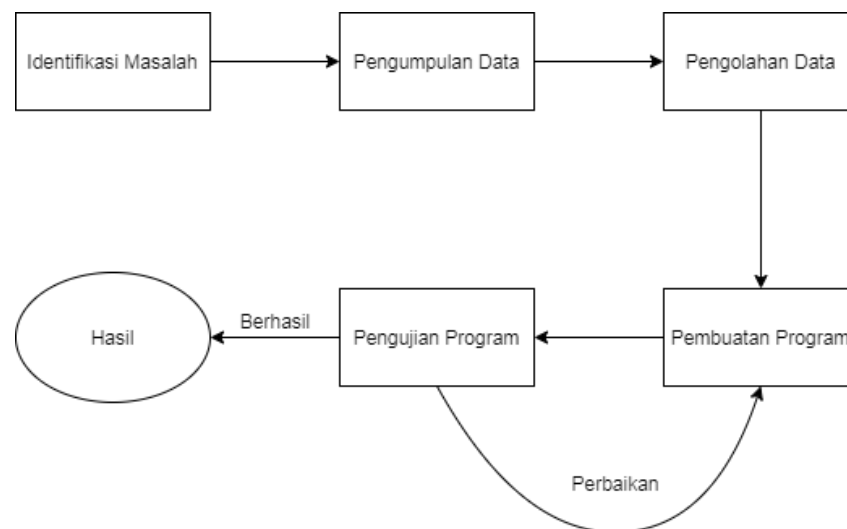 Identifikasi Masalah
Pengumpulan Data
Pengolahan Data
Pembuatan Program
Pengujian Program
Berhasil
Hasil
Perbaikan